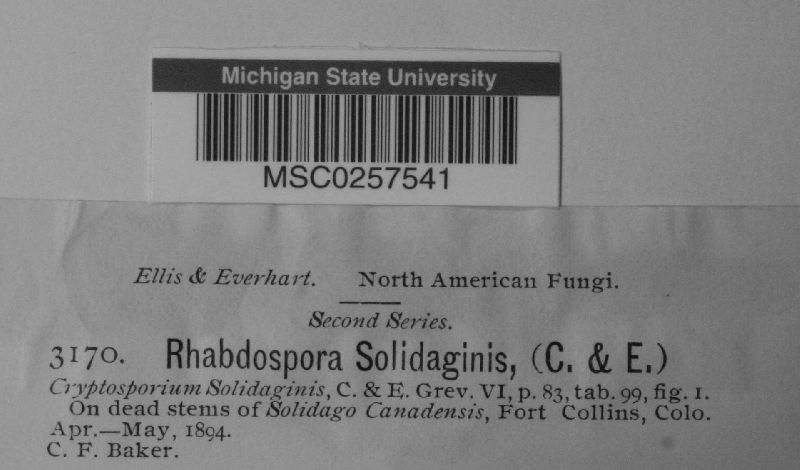 Michigan State University
MSC0257541
Ellis & Everhart. North American Fungi.
Second Series.
3170. Rhabdospora Solidaginis, (C. & E.)
Cryptosporium Solidaginis, C. & E. Grev. VI, p. 83, tab. 99, fig. 1.
On dead stems of Solidago Canadensis, Fort Collins, Colo.
Apr.—May, 1894.
C. F. Baker.